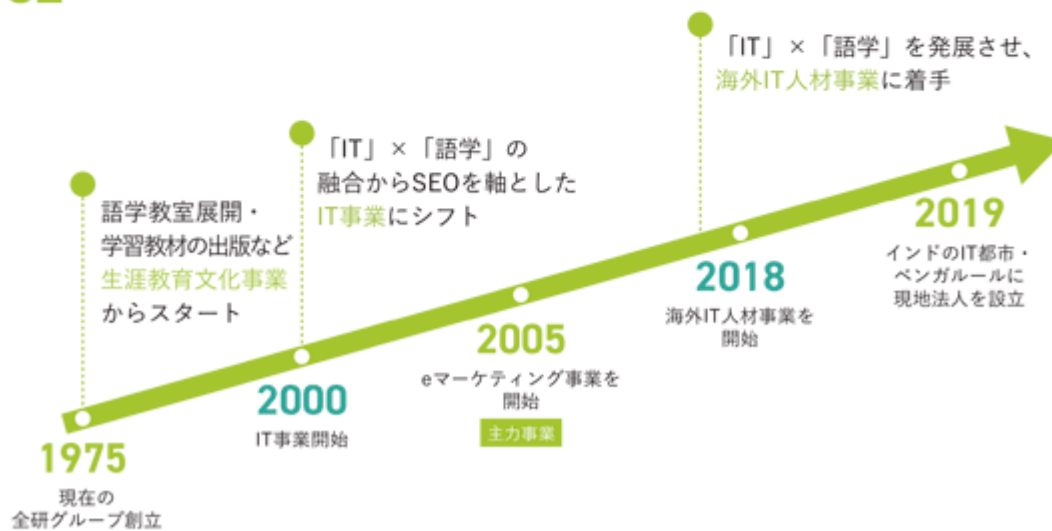 「IT」×「語学」を発展させ、
海外IT人材事業に着手
「IT」×「語学」の
融合からSEOを軸とした
IT事業にシフト
語学教室展開・
学習教材の出版など
生涯教育文化事業
からスタート
1975
現在の
全研グループ創立
2000
IT事業開始
2005
eマーケティング事業を
開始
主力事業
2018
海外IT人材事業を
開始
2019
インドのIT都市・
ベンガルールに
現地法人を設立